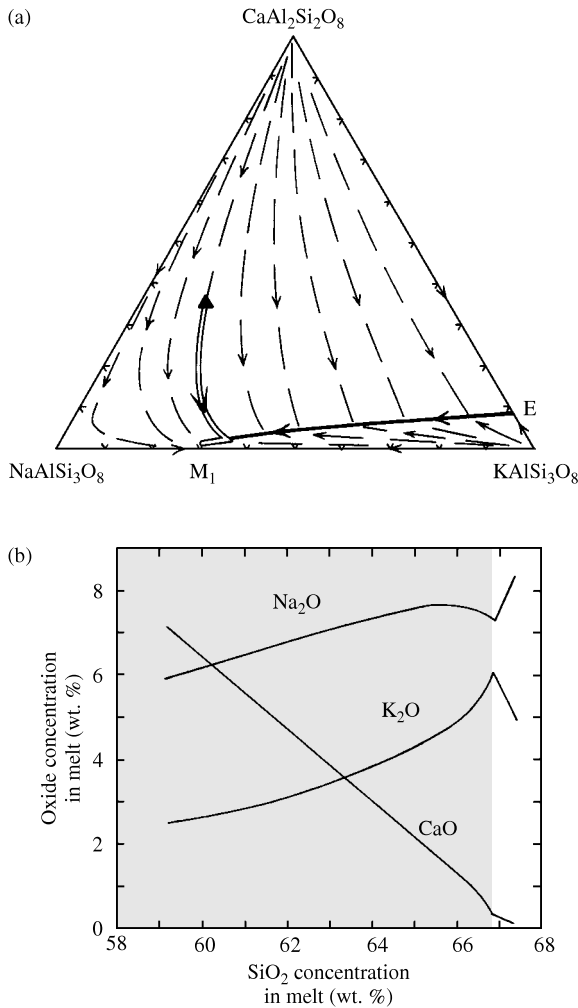 (a)
CaAl₂Si₂O₈
E
NaAlSi₃O₈
M₁
KAlSi₃O₈
(b)
8
6
4
2
0
Oxide concentration
in melt (wt. %)
Na₂O
K₂O
CaO
58
60
62
64
66
68
SiO₂ concentration
in melt (wt. %)